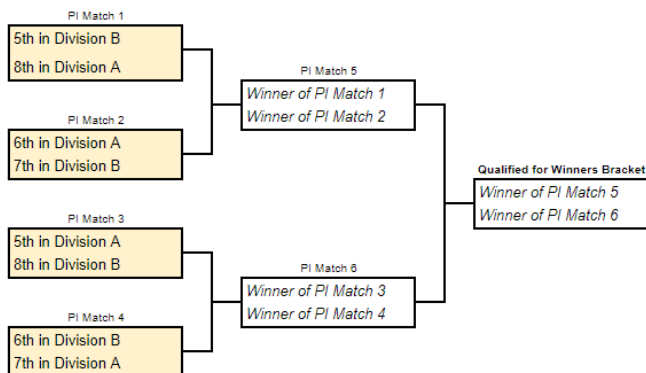 PI Match 1
5th in Division B
8th in Division A
PI Match 2
6th in Division A
7th in Division B
PI Match 3
5th in Division A
8th in Division B
PI Match 4
6th in Division B
7th in Division A
PI Match 5
Winner of PI Match 1
Winner of PI Match 2
PI Match 6
Winner of PI Match 3
Winner of PI Match 4
Qualified for Winners Bracket
Winner of PI Match 5
Winner of PI Match 6